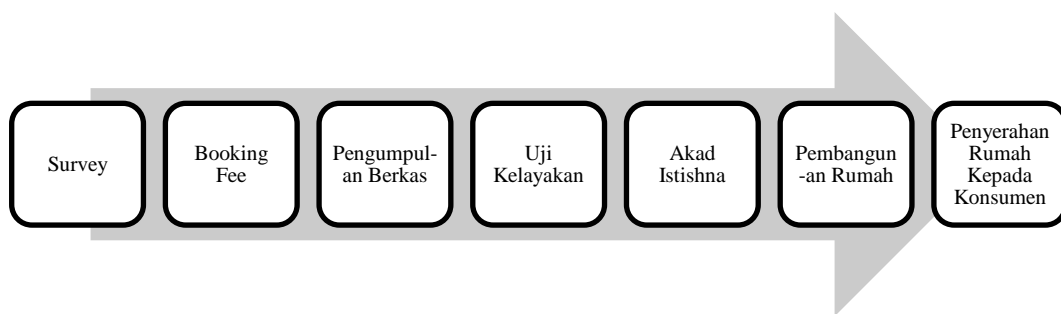 Survey
Booking
Fee
Pengumpul-
an Berkas
Uji
Kelayakan
Akad
Istishna
Pembangun
-an Rumah
Penyerahan
Rumah
Kepada
Konsumen